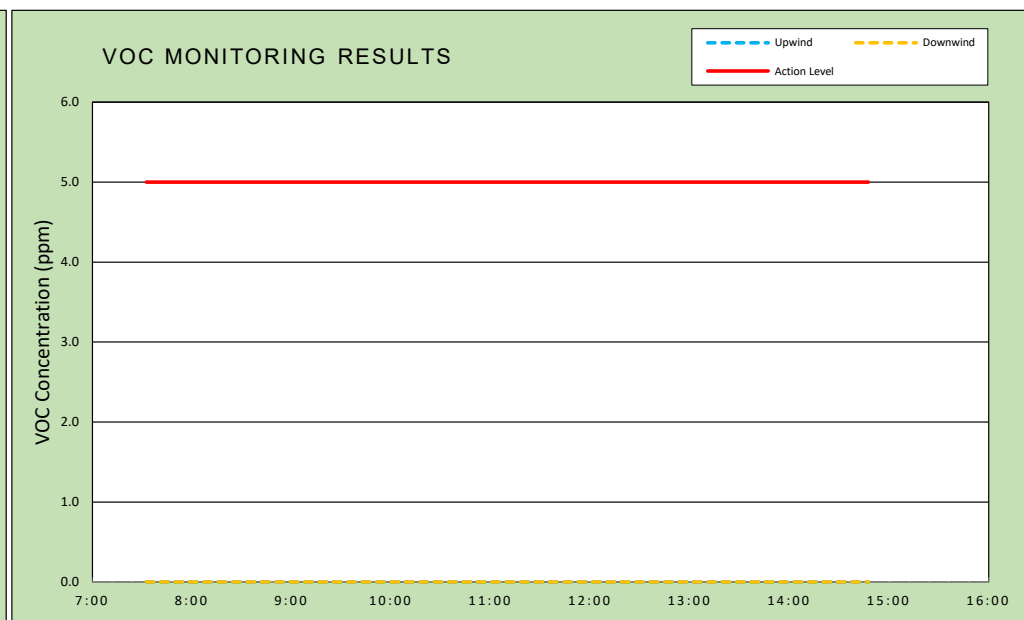 VOC MONITORING RESULTS
Upwind Downwind
Action Level
VOC Concentration (ppm)
6.0
5.0
4.0
3.0
2.0
1.0
0.0
7:00 8:00 9:00 10:00 11:00 12:00 13:00 14:00 15:00 16:00